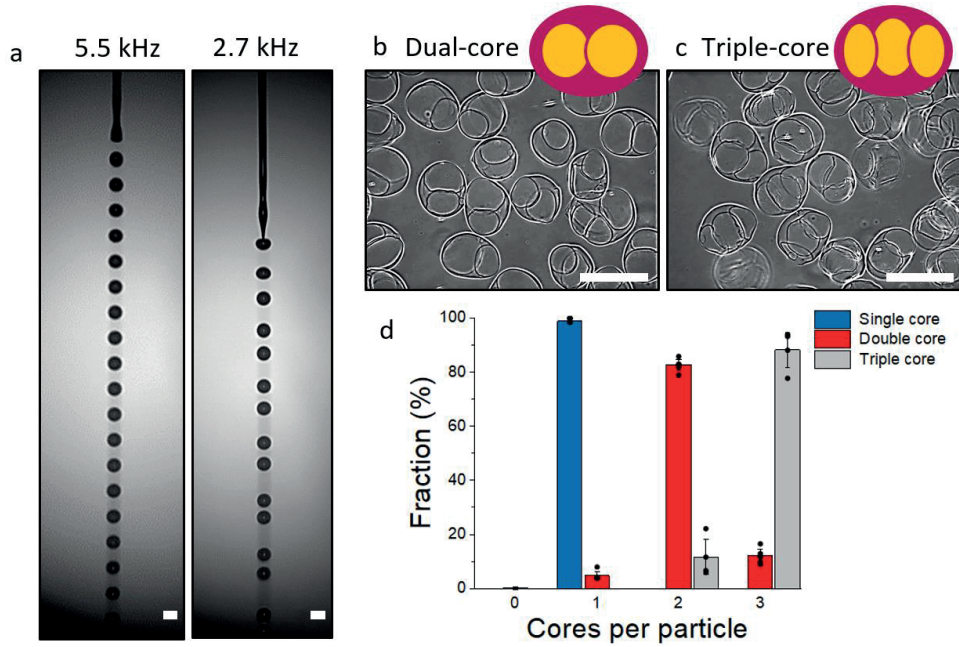 a
5.5 kHz
2.7 kHz
b Dual-core
c Triple-core
d
Single core
Double core
Triple core
Fraction (%)
100
80
60
40
20
0
0 1 2 3
Cores per particle